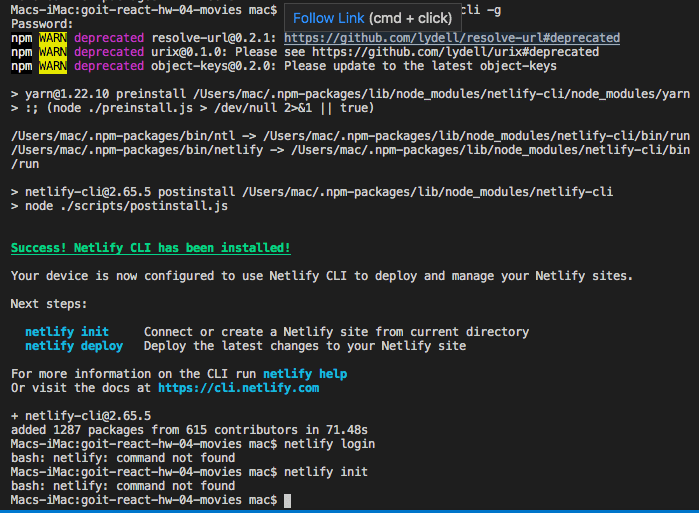 Macs-iMac:goit-react-hw-04-movies mac$ cli -g
Follow Link (cmd + click)
Password:
npm WARN deprecated resolve-url@0.2.1: https://github.com/lydell/resolve-url#deprecated
npm WARN deprecated urix@0.1.0: Please see https://github.com/lydell/urix#deprecated
npm WARN deprecated object-keys@0.2.0: Please update to the latest object-keys
> yarn@1.22.10 preinstall /Users/mac/.npm-packages/lib/node_modules/netlify-cli/node_modules/yarn
> :; (node ./preinstall.js > /dev/null 2>&1 || true)
/Users/mac/.npm-packages/bin/ntl -> /Users/mac/.npm-packages/lib/node_modules/netlify-cli/bin/run
/Users/mac/.npm-packages/bin/netlify -> /Users/mac/.npm-packages/lib/node_modules/netlify-cli/bin
/run
> netlify-cli@2.65.5 postinstall /Users/mac/.npm-packages/lib/node_modules/netlify-cli
> node ./scripts/postinstall.js
Success! Netlify CLI has been installed!
Your device is now configured to use Netlify CLI to deploy and manage your Netlify sites.
Next steps:
netlify init Connect or create a Netlify site from current directory
netlify deploy Deploy the latest changes to your Netlify site
For more information on the CLI run netlify help
Or visit the docs at https://cli.netlify.com
+ netlify-cli@2.65.5
added 1287 packages from 615 contributors in 71.48s
Macs-iMac:goit-react-hw-04-movies mac$ netlify login
bash: netlify: command not found
Macs-iMac:goit-react-hw-04-movies mac$ netlify init
bash: netlify: command not found
Macs-iMac:goit-react-hw-04-movies mac$